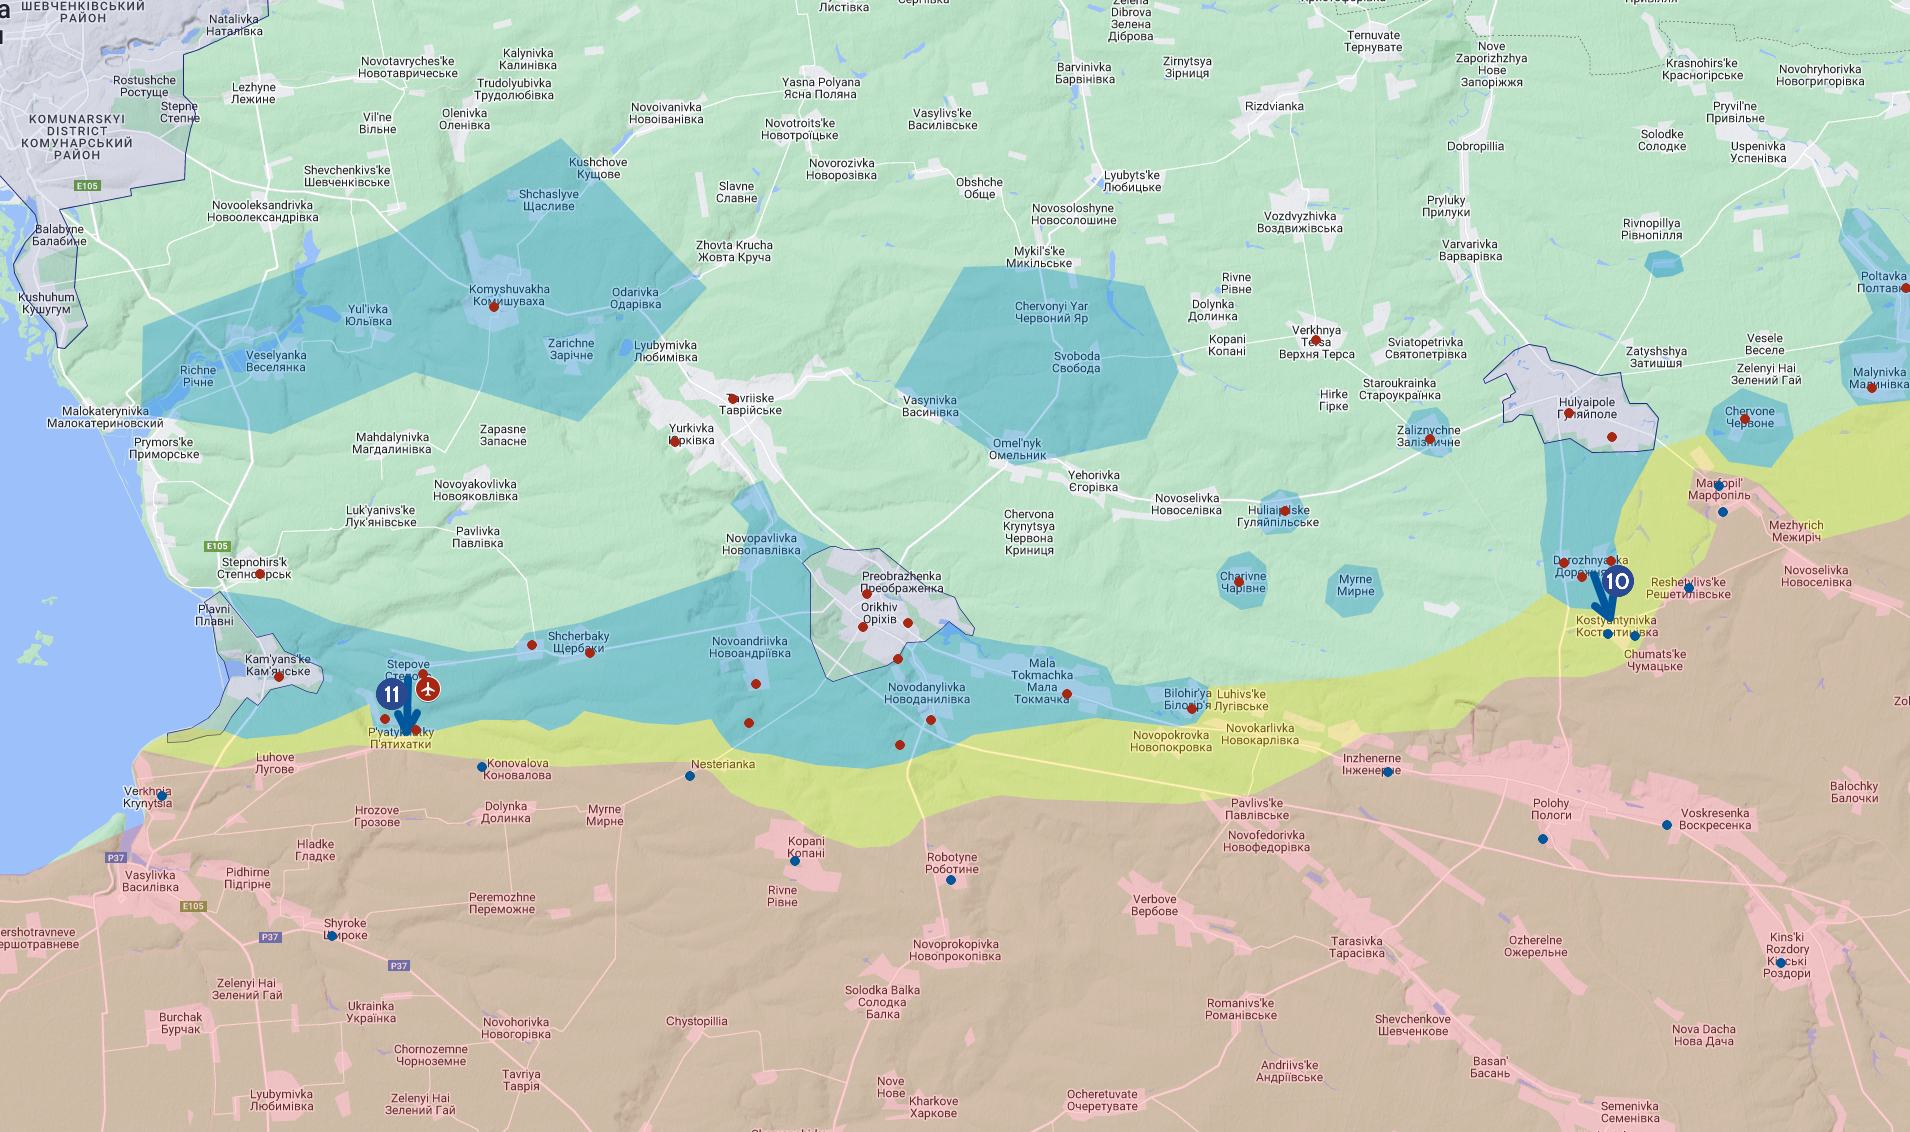 а
ШЕВЧЕНКІВСЬКИЙ
РАЙОН
Natalivka
Наталівка
Листівка
Zelena
Dibrova
Зелена
Діброва
Ternuvate
Тернувате
Nove
Zaporizhzhya
Нове
Запоріжжя
Krasnohirs'ke
Красногірське
Novohryhorivka
Новогригорівка
Rostushche
Ростуще
Stepne
Степне
Lezhyne
Лежине
Novotavryches'ke
Новотавричеське
Kalynivka
Калинівка
Trudolyubivka
Трудолюбівка
Olenivka
Оленівка
Vil'ne
Вільне
Novoivanivka
Новоіванівка
Yasna Polyana
Ясна Поляна
Novotroits'ke
Новотроїцьке
Vasylivs'ke
Василівське
Barvinivka
Барвінівка
Zirnytsya
Зірниця
Rizdvianka
Pryvil'ne
Привільне
KOMUNARSKYI
DISTRICT
КОМУНАРСЬКИЙ
РАЙОН
E105
Shevchenkivs'ke
Шевченківське
Kushchove
Кущове
Novorozivka
Новорозівка
Dobropillia
Solodke
Солодке
Uspenivka
Успенівка
Novooleksandrivka
Новоолександрівка
Shchaslyve
Щасливе
Slavne
Славне
Obshche
Обще
Lyubyts'ke
Любицьке
Novosoloshyne
Новосолошине
Vozdvyzhivka
Воздвижівка
Pryluky
Прилуки
Rivnopillya
Рівнопілля
Balabyne
Балабине
Zhovta Krucha
Жовта Круча
Mykil's'ke
Микільське
Varvarivka
Варварівка
Kushuhum
Кушугум
Yul'ivka
Юльівка
Komyshuvakha
Комишуваха
Odarivka
Одарівка
Chervonyi Yar
Червоний Яр
Rivne
Рівне
Dolynka
Долинка
Poltavka
Veselyanka
Веселянка
Richne
Річне
Zarichne
Зарічне
Lyubymivka
Любимівка
Svoboda
Свобода
Kopani
Копані
Verkhnya
Tersa
Верхня Терса
Sviatopetrivka
Святопетрівка
Zatyshshya
Затишшя
Vesele
Веселе
Zelenyi Hai
Зелений Гай
Malynivka
Малинівка
Malokaterynivka
Малокатериновский
Tavriiske
Таврійське
Vasynivka
Васинівка
Hirke
Гірке
Staroukrainka
Староукраїнка
Hulyaipole
Гуляйполе
Chervone
Червоне
Prymors'ke
Приморське
Mahdalynivka
Магдалинівка
Zapasne
Запасне
Yurkivka
Юрківка
Omel'nyk
Омельник
Zaliznychne
Залізничне
Novoyakovlivka
Новояковлівка
Yehorivka
Єгорівка
Novoselivka
Новоселівка
Marfopil'
Марфопіль
Luk'yanivs'ke
Лук'янівське
Pavlivka
Павлівка
Chervona
Krynytsya
Червона
Криниця
Huliaipilske
Гуляйпільське
Mezhyrich
Межиріч
E105
Stepnohirs'k
Степногірськ
Novopavlivka
Новопавлівка
Preobrazhenka
Преображенка
Charivne
Чарівне
Myrne
Мирне
Dorozhnyanka
10
Reshetylivs'ke
Решетилівське
Novoselivka
Новоселівка
Plavni
Плавні
Orikhiv
Оріхів
Kostyantynivka
Костянтинівка
Shcherbaky
Щербаки
Novoandriivka
Новоандріївка
Kam'yans'ke
Кам'янське
Stepove
11
Mala
Tokmachka
Мала
Токмачка
Chumats'ke
Чумацьке
Novodanylivka
Новоданилівка
Bilohir'ya
Білогір'я
Luhivs'ke
Лугівське
P'yatykhatky
П'ятихатки
Novopokrovka
Новопокровка
Novokarlivka
Новокарлівка
Luhove
Лугове
Konovalova
Коновалова
Nesterianka
Inzhenerne
Інженерне
Verkhnia
Krynytsia
Hrozove
Грозове
Dolynka
Долинка
Myrne
Мирне
Pavlivs'ke
Павлівське
Polohy
Пологи
Voskresenka
Воскресенка
Balochky
Балочки
Novofedorivka
Новофедорівка
Hladke
Гладке
Kopani
Копані
Robotyne
Роботине
P37
Vasylivka
Василівка
Pidhirne
Підгірне
Rivne
Рівне
Verbove
Вербове
Peremozhne
Переможне
E105
Shyroke
Широке
P37
ershotravneve
ершотравневе
Novoprokopivka
Новопрокопівка
Tarasivka
Тарасівка
Ozherelne
Ожерельне
Kins'ki
Rozdory
Кінські
Роздори
P37
Zelenyi Hai
Зелений Гай
Solodka Balka
Солодка
Балка
Romanivs'ke
Романівське
Ukrainka
Українка
Burchak
Бурчак
Novohorivka
Новогорівка
Chystopillia
Shevchenkove
Шевченкове
Nova Dacha
Нова Дача
Chornozemne
Чорноземне
Tavriya
Таврія
Andriivs'ke
Андріївське
Basan'
Басань
Lyubymivka
Любимівка
Zelenyi Hai
Зелений Гай
Nove
Нове
Kharkove
Харкове
Ocheretuvate
Очеретувате
Semenivka
Семенівка